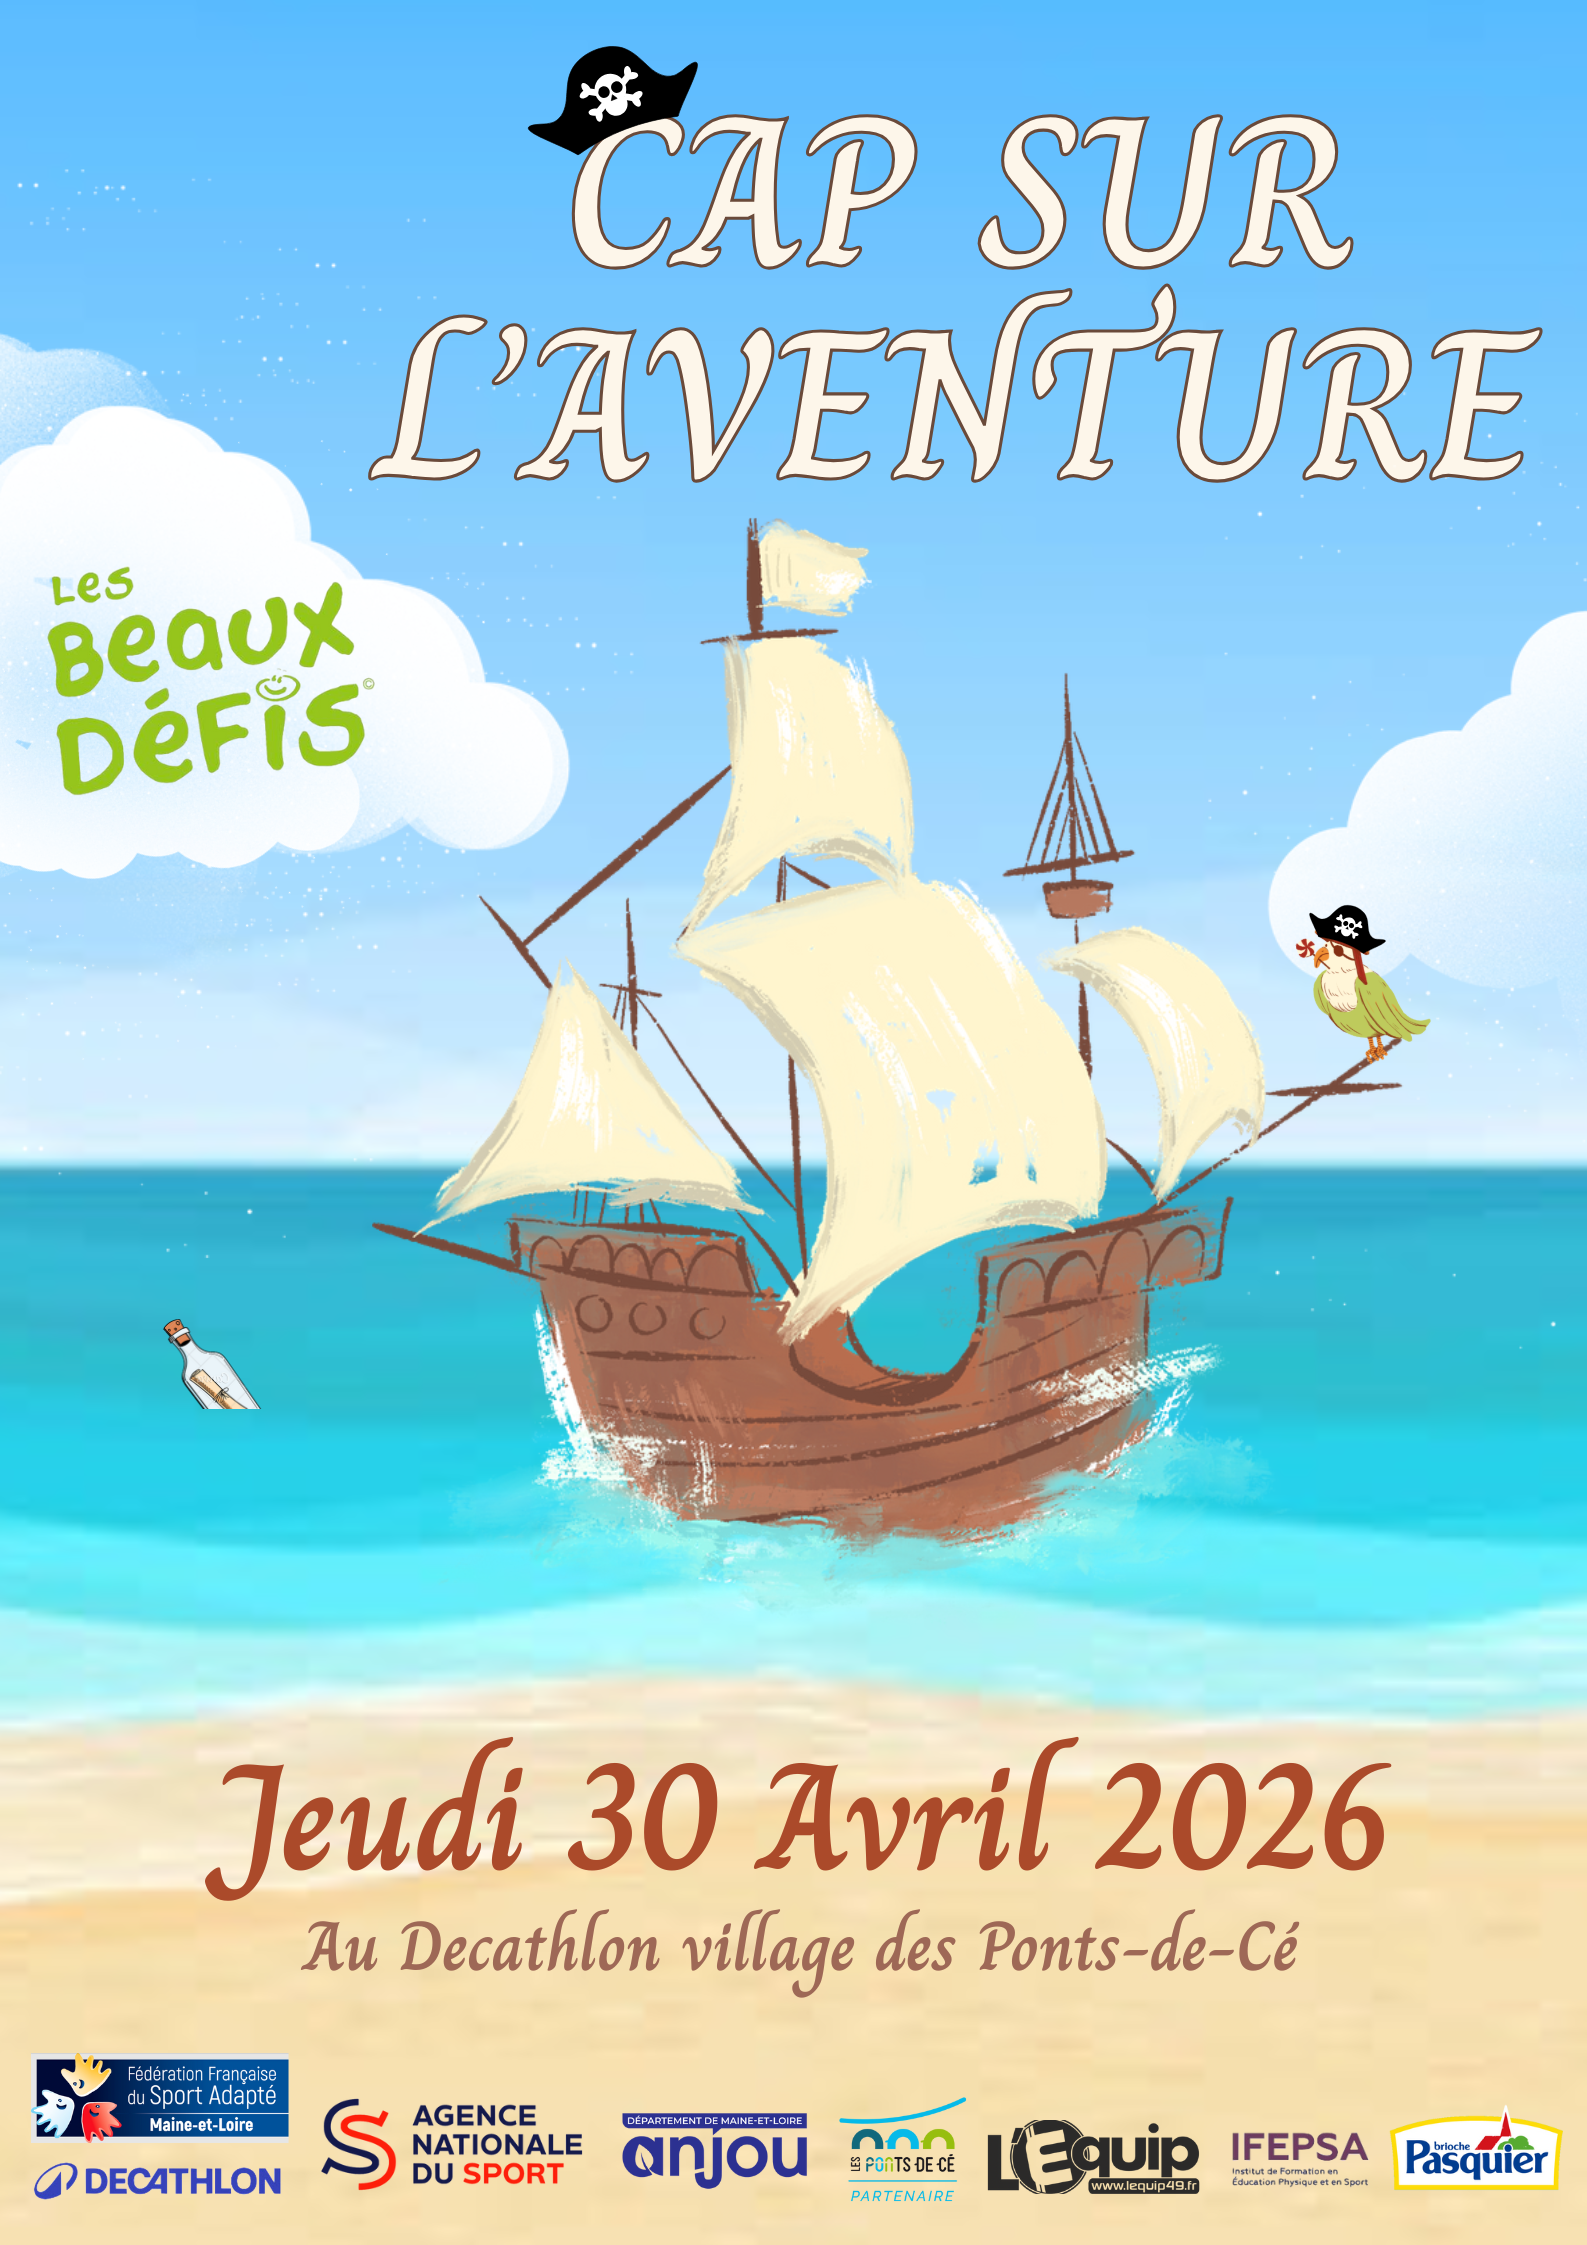 CAP SUR
L'AVENTURE
Les
Beaux
Défis©
Jeudi 30 Avril 2026
Au Decathlon village des Ponts-de-Cé
Fédération Française
du Sport Adapté
Maine-et-Loire
DECATHLON
AGENCE
NATIONALE
DU SPORT
DÉPARTEMENT DE MAINE-ET-LOIRE
anjou
LES PONTS-DE-CÉ
PARTENAIRE
L'Equip
www.lequip49.fr
IFEPSA
Institut de Formation en
Éducation Physique et en Sport
brioche
Pasquier